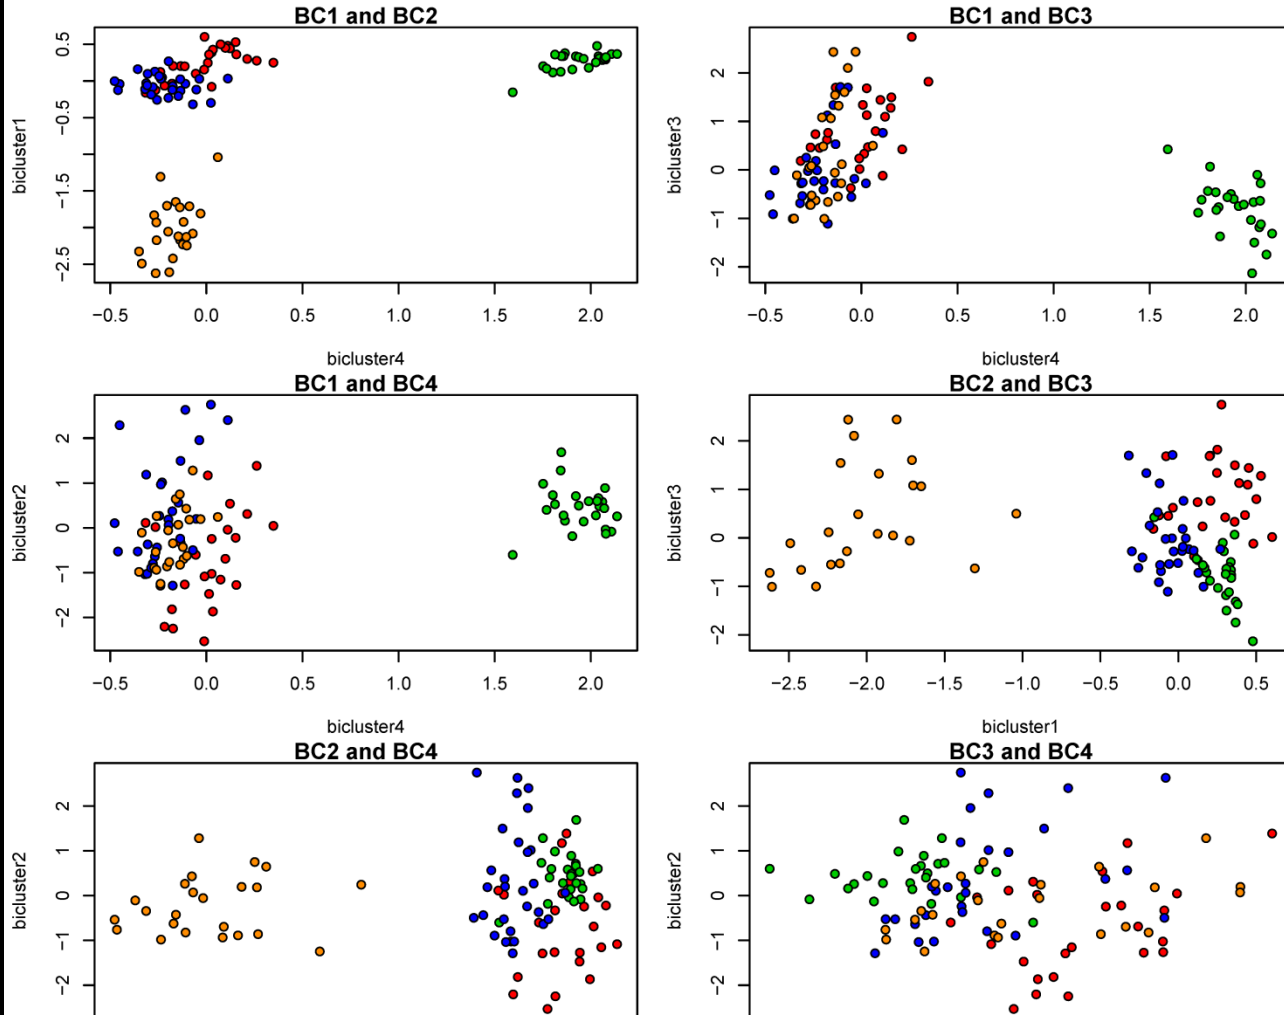 BC1 and BC2
BC1 and BC3
0.5
−0.5
−1.5
−2.5
bicluster1
−0.5 0.0 0.5 1.0 1.5 2.0
bicluster4
2
1
0
−1
−2
bicluster3
−0.5 0.0 0.5 1.0 1.5 2.0
bicluster4
BC1 and BC4
BC2 and BC3
2
1
0
−1
−2
bicluster2
−0.5 0.0 0.5 1.0 1.5 2.0
bicluster4
2
1
0
−1
−2
bicluster3
−2.5 −2.0 −1.5 −1.0 −0.5 0.0 0.5
bicluster1
BC2 and BC4
BC3 and BC4
2
1
0
−1
−2
bicluster2
2
1
0
−1
−2
bicluster2